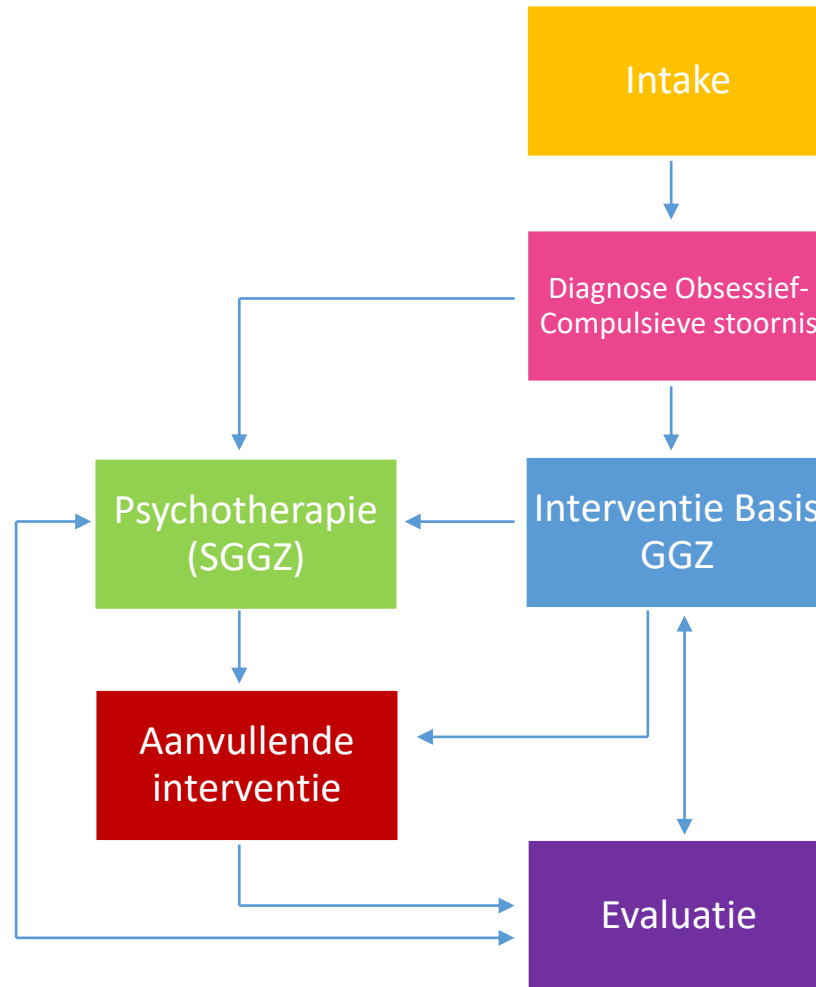 Intake
Diagnose Obsessief-
Compulsieve stoornis
Psychotherapie
(SGGZ)
Interventie Basis
GGZ
Aanvullende
interventie
Evaluatie